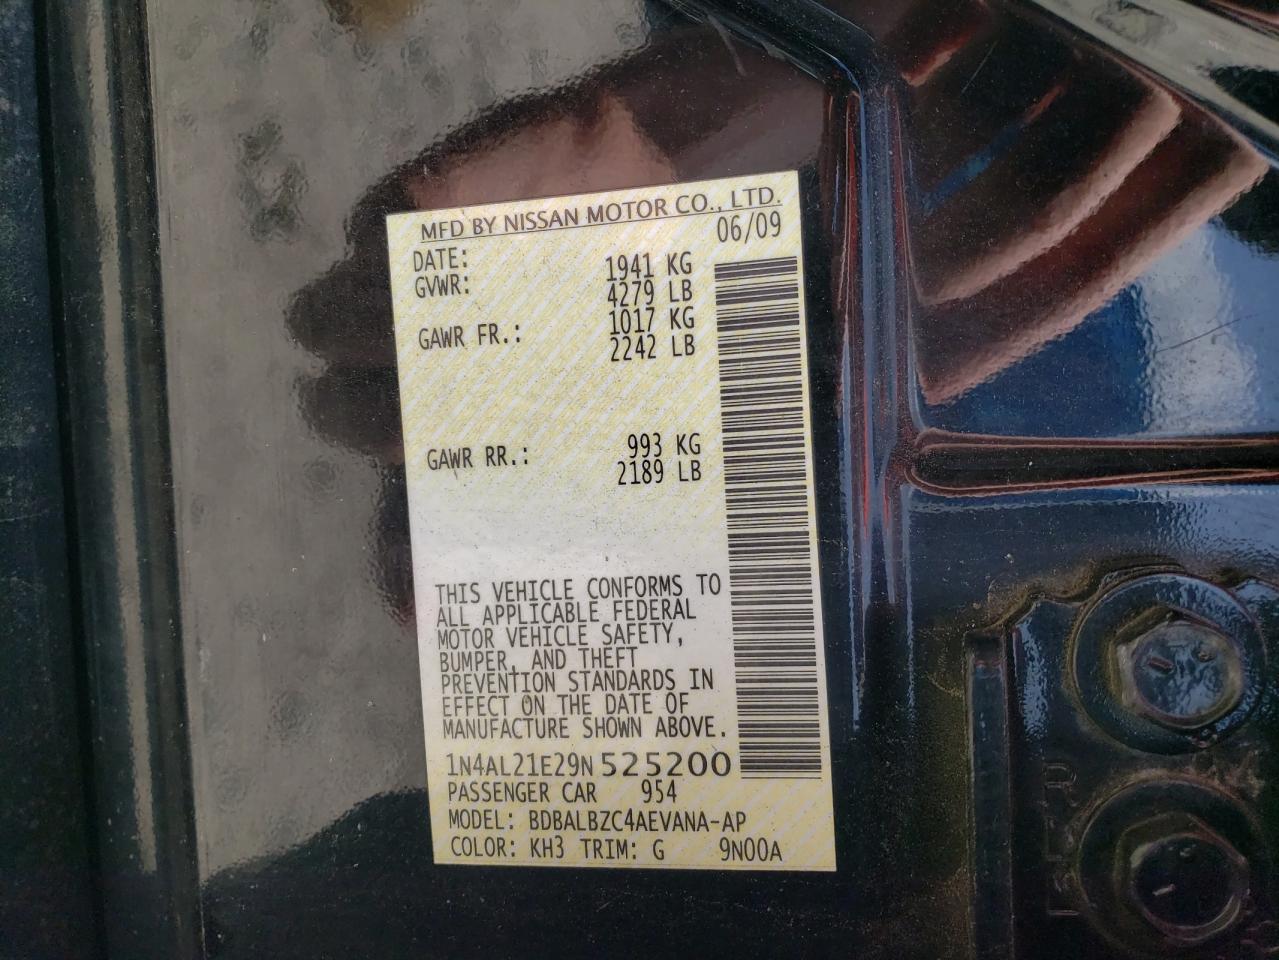 MFD BY NISSAN MOTOR CO., LTD.
DATE: 06/09
GVWR: 1941 KG
4279 LB
GAWR FR.: 1017 KG
2242 LB
GAWR RR.: 993 KG
2189 LB
THIS VEHICLE CONFORMS TO
ALL APPLICABLE FEDERAL
MOTOR VEHICLE SAFETY,
BUMPER, AND THEFT
PREVENTION STANDARDS IN
EFFECT ON THE DATE OF
MANUFACTURE SHOWN ABOVE.
1N4AL21E29N525200
PASSENGER CAR 954
MODEL: BDBALBZC4AEVANA-AP
COLOR: KH3 TRIM: G 9N00A